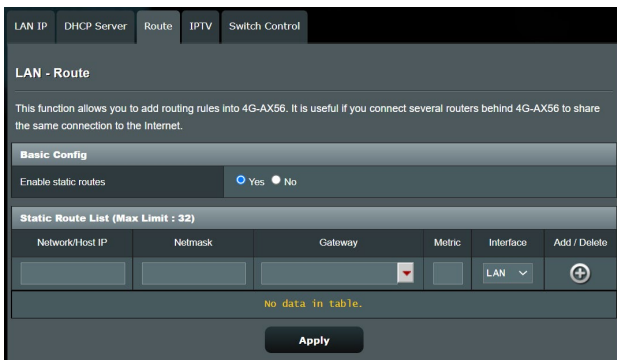 LAN IP DHCP Server Route IPTV Switch Control
LAN - Route
This function allows you to add routing rules into 4G-AX56. It is useful if you connect several routers behind 4G-AX56 to share
the same connection to the Internet.
Basic Config
Enable static routes Yes No
Static Route List (Max Limit : 32)
Network/Host IP Netmask Gateway Metric Interface Add / Delete
LAN
No data in table.
Apply